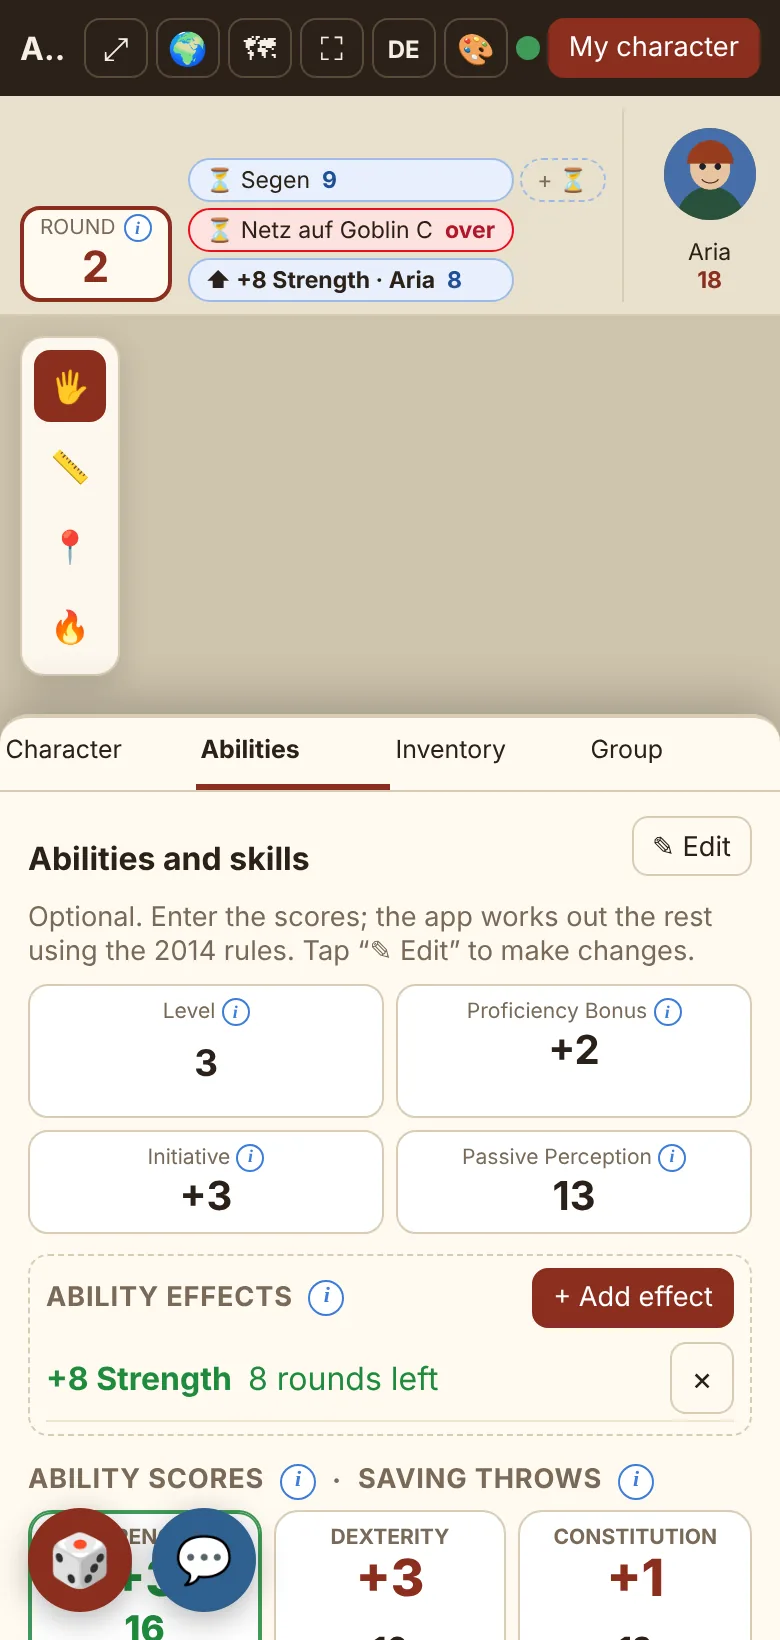 A..
DE
My character
ROUND i
2
Segen 9
+
Netz auf Goblin C over
+8 Strength · Aria 8
Aria
18
Character
Abilities
Inventory
Group
Abilities and skills
✎ Edit
Optional. Enter the scores; the app works out the rest
using the 2014 rules. Tap “✎ Edit” to make changes.
Level i
3
Proficiency Bonus i
+2
Initiative i
+3
Passive Perception i
13
ABILITY EFFECTS i
+ Add effect
+8 Strength 8 rounds left
×
ABILITY SCORES i · SAVING THROWS i
DEXTERITY
+3
CONSTITUTION
+1
16